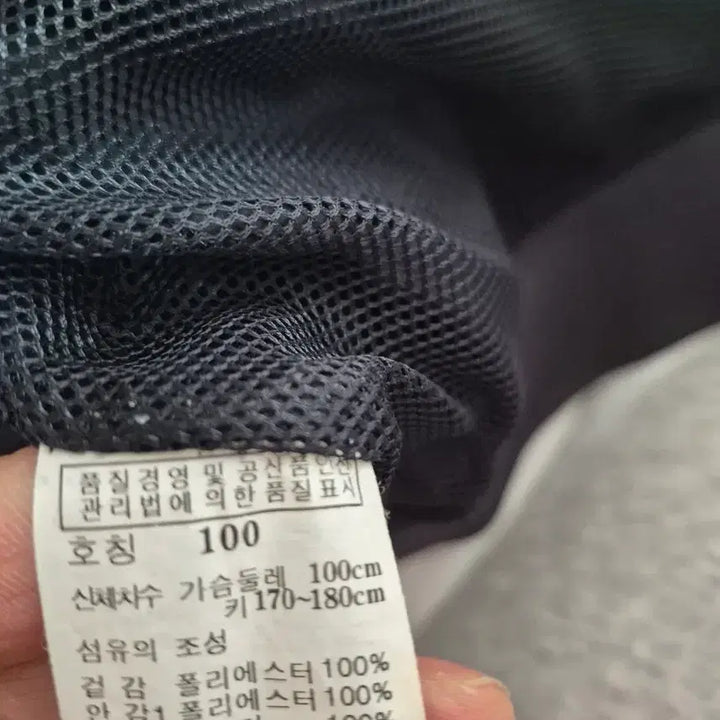 품질경영 및 공산품안전
관리법에 의한 품질표시
호칭 100
신체치수 가슴둘레 100cm
키 170~180cm
섬유의 조성
겉감 폴리에스터 100%
안감1 폴리에스터 100%
100%